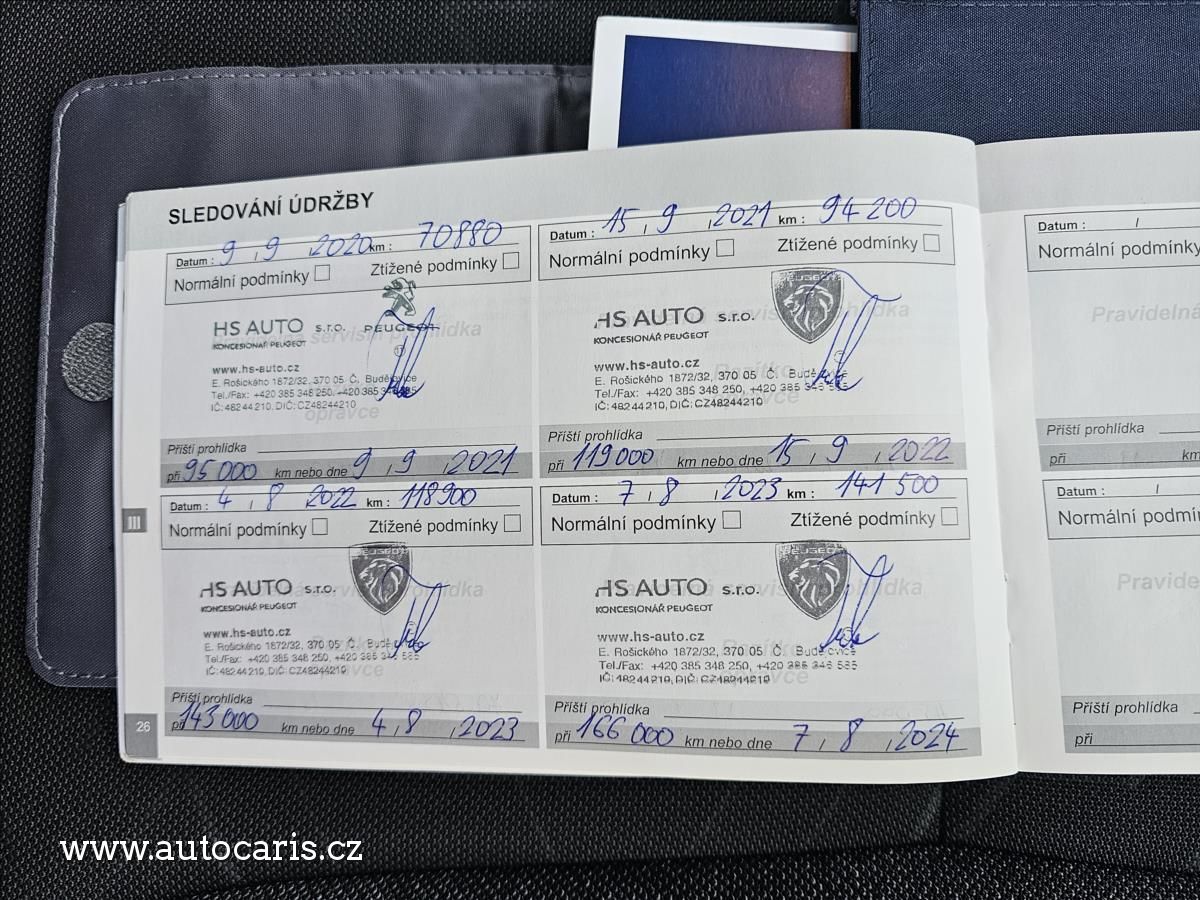 SLEDOVÁNÍ ÚDRŽBY
Datum : 9 , 9 , 2020 km : 70880
Normální podmínky Ztížené podmínky
HS AUTO s.r.o. PEUGEOT
KONCESIONÁŘ PEUGEOT
www.hs-auto.cz
E. Rošického 1872/32, 370 05 Č. Budějovice
Tel./Fax: +420 385 348 250, +420 385
IČ: 48244210, DIČ: CZ48244210
opravce
Příští prohlídka
při 95000 km nebo dne 9 , 9 , 2021
Datum : 15 , 9 , 2021 km : 94 200
Normální podmínky Ztížené podmínky
PEUGEOT
HS AUTO s.r.o.
KONCESIONÁŘ PEUGEOT
www.hs-auto.cz
E. Rošického 1872/32, 370 05 Č. Budějovice
Tel./Fax: +420 385 348 250, +420 385 346 585
IČ: 48244210, DIČ: CZ48244210
Příští prohlídka
při 119000 km nebo dne 15 , 9 , 2022
Datum : 4 , 8 2022 km : 118900
Normální podmínky Ztížené podmínky
PEUGEOT
HS AUTO s.r.o.
KONCESIONÁŘ PEUGEOT
www.hs-auto.cz
E. Rošického 1872/32, 370 05 Č. Budějovice
Tel./Fax: +420 385 348 250, +420 385 346 585
IČ: 48244210, DIČ: CZ48244210
Příští prohlídka
při 143000 km nebo dne 4 , 8 , 2023
Datum : 7 , 8 , 2023 km : 141 500
Normální podmínky Ztížené podmínky
PEUGEOT
HS AUTO s.r.o.
KONCESIONÁŘ PEUGEOT
www.hs-auto.cz
E. Rošického 1872/32, 370 05 Č. Budějovice
Tel./Fax: +420 385 348 250, +420 385 346 585
IČ: 48244210, DIČ: CZ48244210
Příští prohlídka
při 166 000 km nebo dne 7 , 8 , 2024
III
26
Datum : /
Normální podmínky
Pravidelná
Příští prohlídka
při km
Datum : /
Normální podmí
Pravide
Příští prohlídka
při
www.autocaris.cz